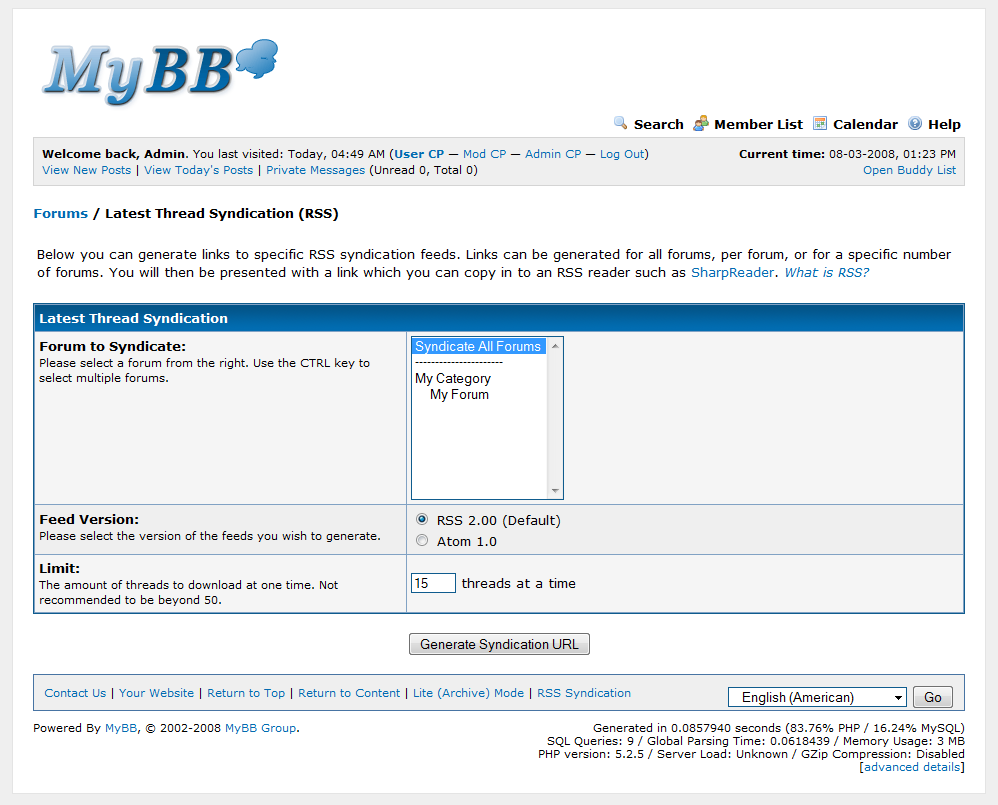 MyBB
Search Member List Calendar Help
Welcome back, Admin. You last visited: Today, 04:49 AM (User CP — Mod CP — Admin CP — Log Out)
Current time: 08-03-2008, 01:23 PM
View New Posts | View Today's Posts | Private Messages (Unread 0, Total 0)
Open Buddy List
Forums / Latest Thread Syndication (RSS)
Below you can generate links to specific RSS syndication feeds. Links can be generated for all forums, per forum, or for a specific number
of forums. You will then be presented with a link which you can copy in to an RSS reader such as SharpReader. What is RSS?
Latest Thread Syndication
Forum to Syndicate:
Please select a forum from the right. Use the CTRL key to
select multiple forums.
Syndicate All Forums
----------------------
My Category
My Forum
Feed Version:
Please select the version of the feeds you wish to generate.
RSS 2.00 (Default)
Atom 1.0
Limit:
The amount of threads to download at one time. Not
recommended to be beyond 50.
15 threads at a time
Generate Syndication URL
Contact Us | Your Website | Return to Top | Return to Content | Lite (Archive) Mode | RSS Syndication
English (American) Go
Powered By MyBB, © 2002-2008 MyBB Group.
Generated in 0.0857940 seconds (83.76% PHP / 16.24% MySQL)
SQL Queries: 9 / Global Parsing Time: 0.0618439 / Memory Usage: 3 MB
PHP version: 5.2.5 / Server Load: Unknown / GZip Compression: Disabled
[advanced details]